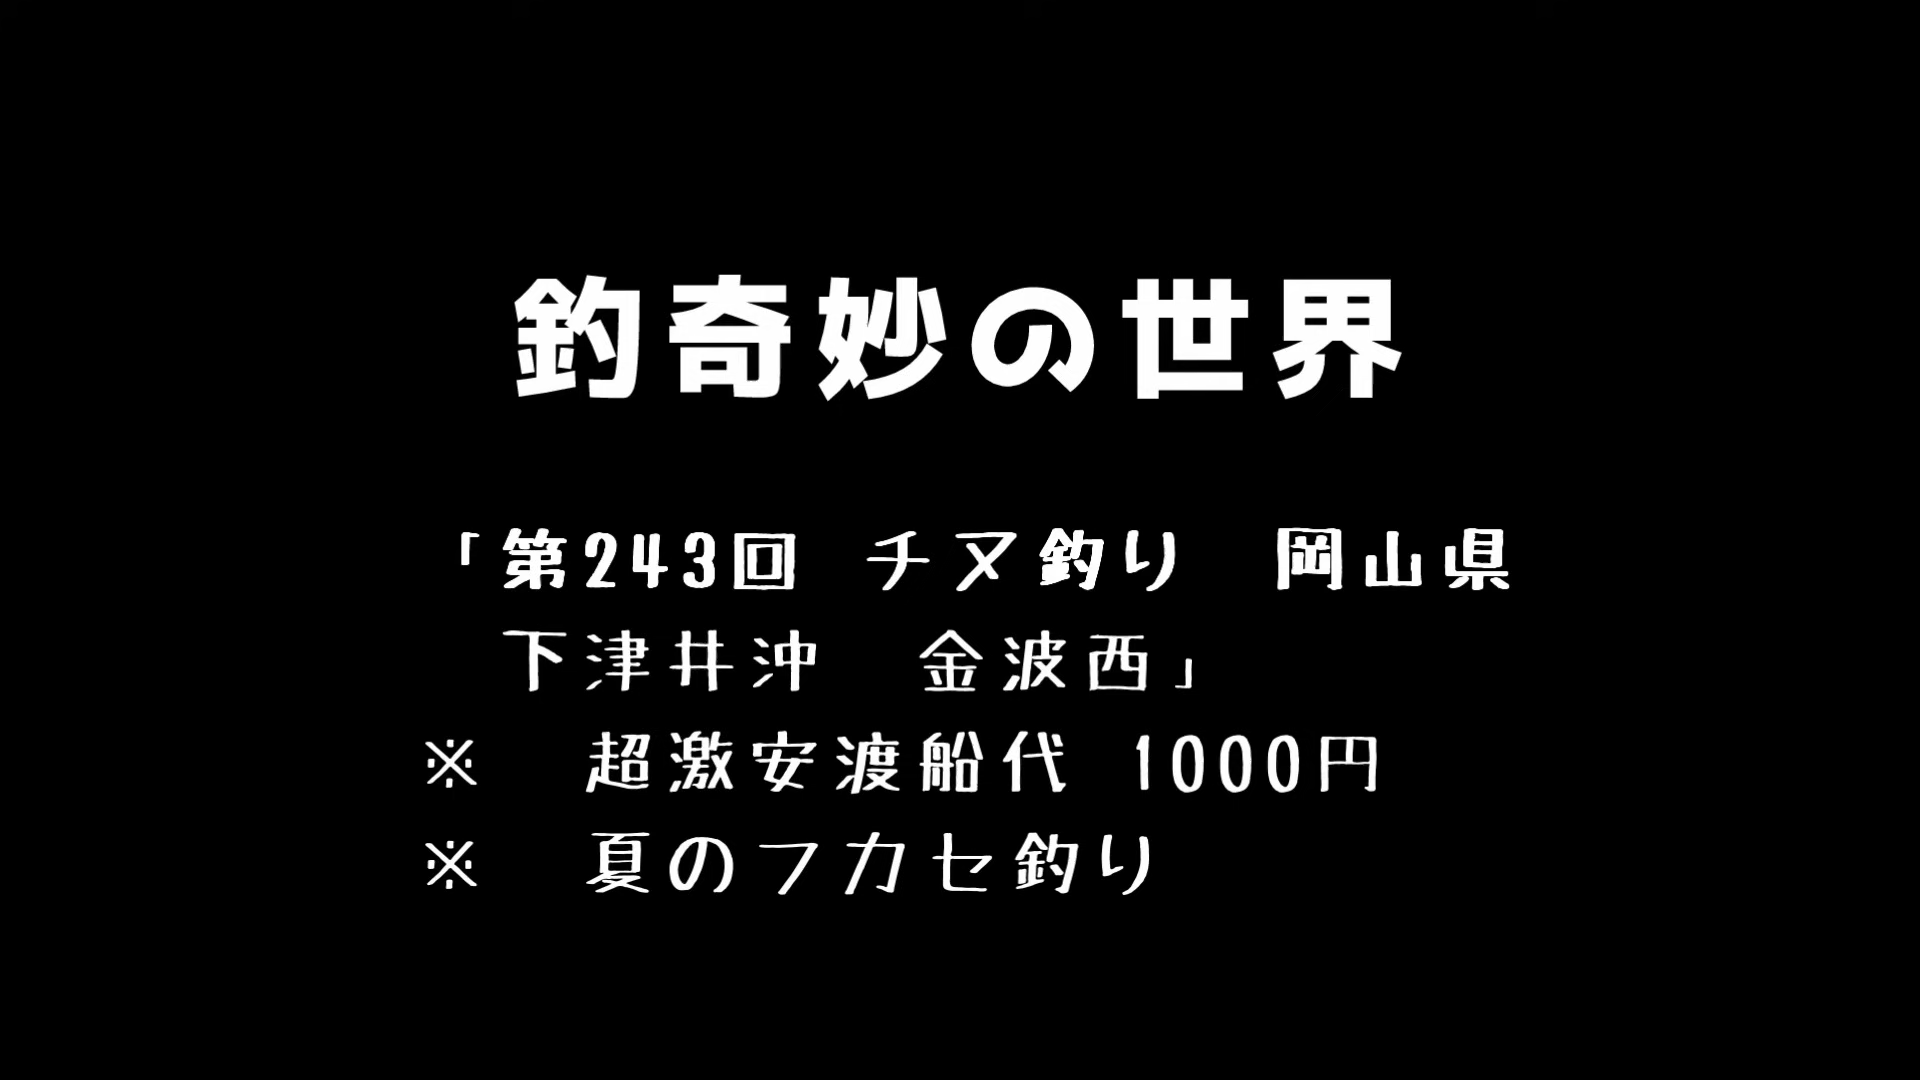 釣奇妙の世界
「第243回 チヌ釣り　岡山県
下津井沖　金波西」
※　超激安渡船代 1000円
※　夏のフカセ釣り